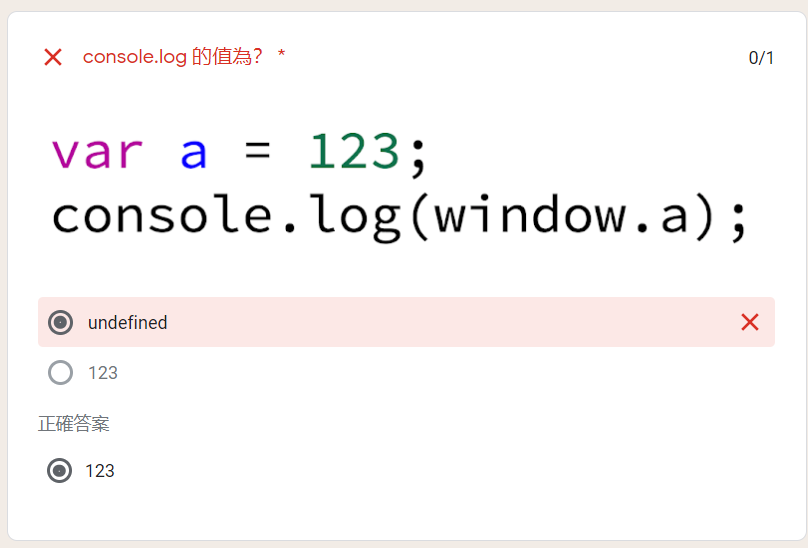 console.log 的值為? *
0/1
var a = 123;
console.log(window.a);
undefined
123
正確答案
123